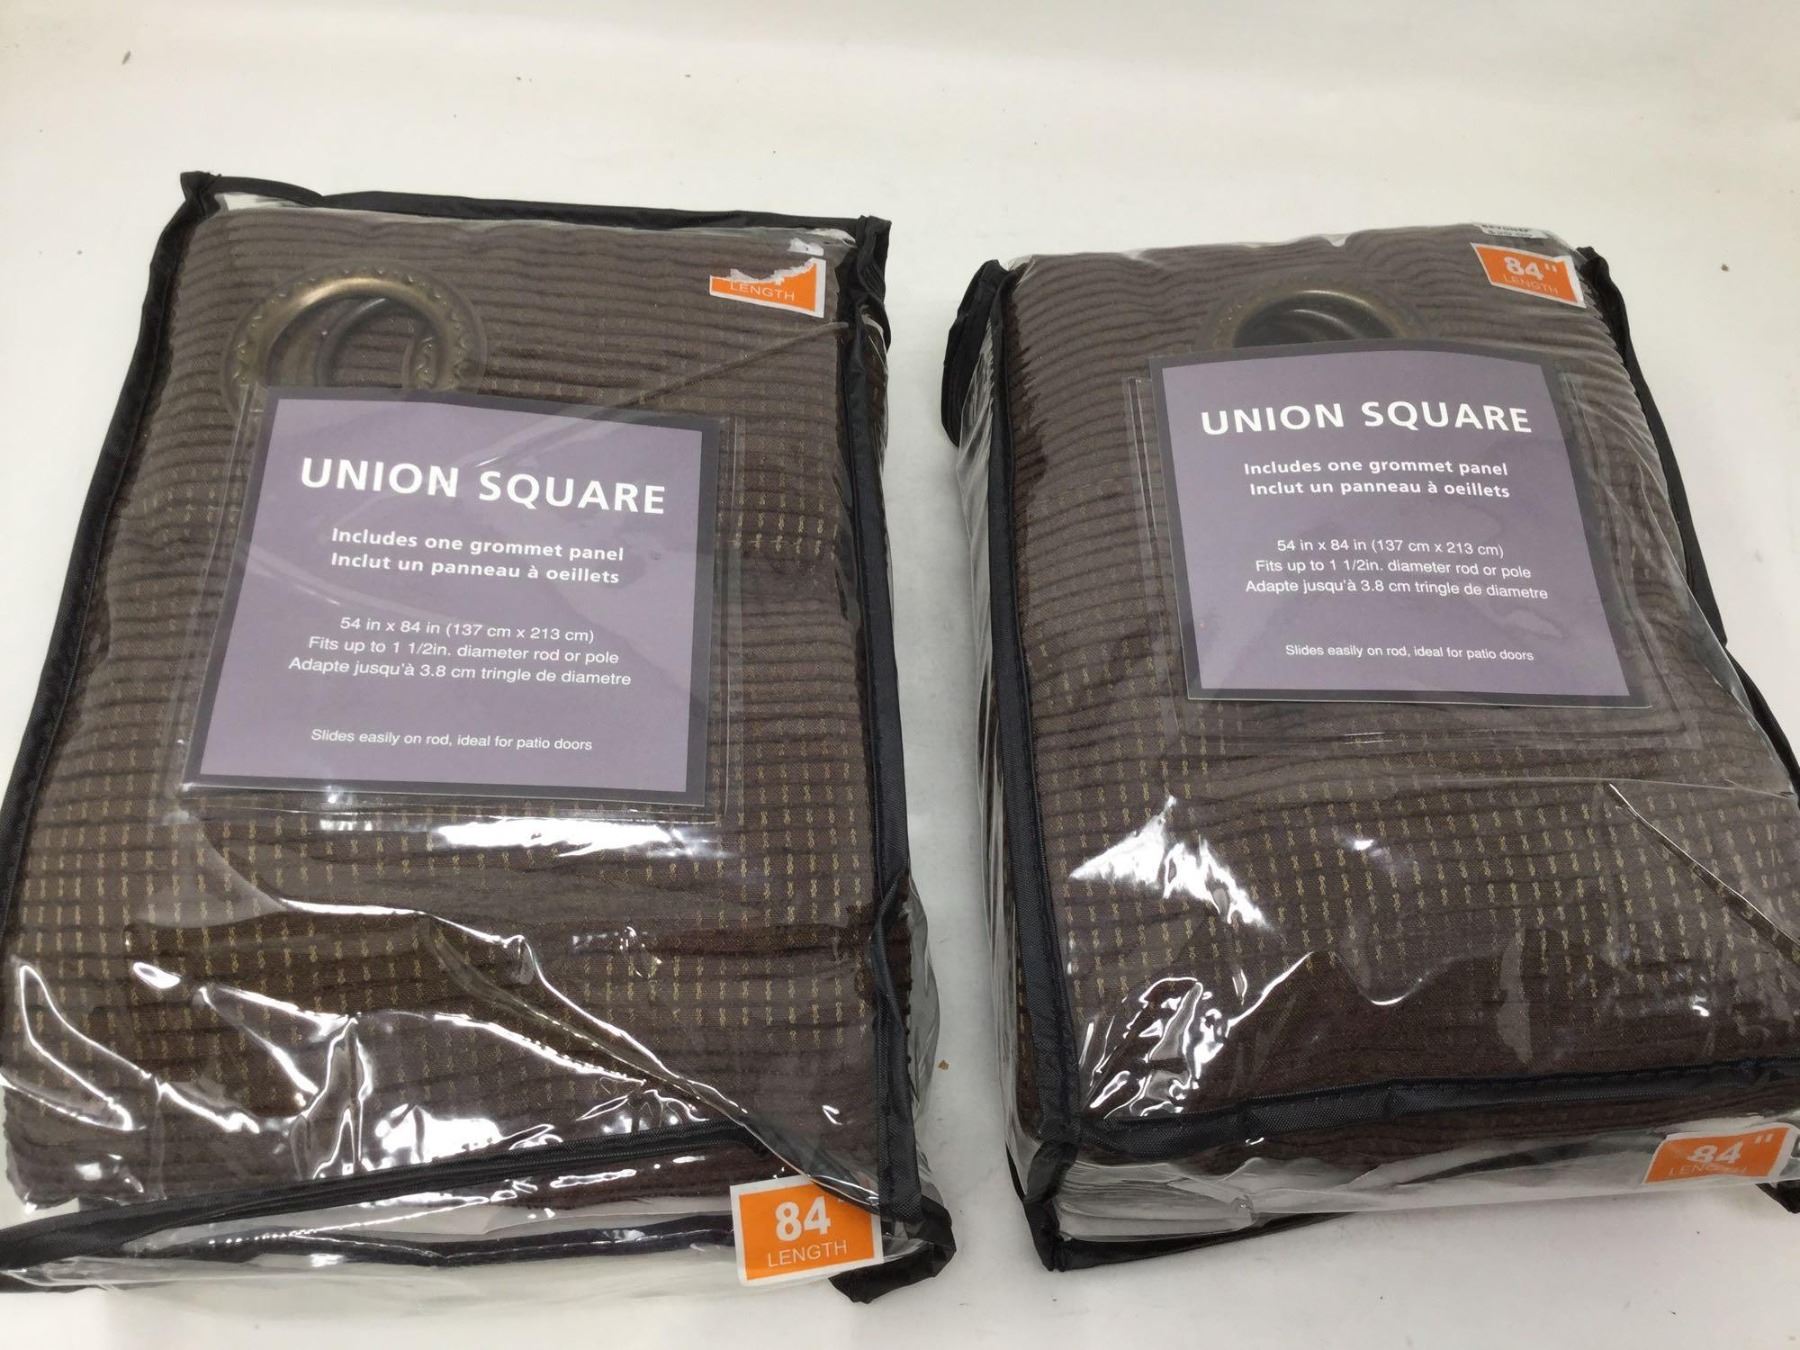 LENGTH
UNION SQUARE
Includes one grommet panel
Inclut un panneau à oeillets
54 in x 84 in (137 cm x 213 cm)
Fits up to 1 1/2in. diameter rod or pole
Adapte jusqu'à 3.8 cm tringle de diametre
Slides easily on rod, ideal for patio doors
84
LENGTH
84"
LENGTH
UNION SQUARE
Includes one grommet panel
Inclut un panneau à oeillets
54 in x 84 in (137 cm x 213 cm)
Fits up to 1 1/2in. diameter rod or pole
Adapte jusqu'à 3.8 cm tringle de diametre
Slides easily on rod, ideal for patio doors
84"
LENGTH